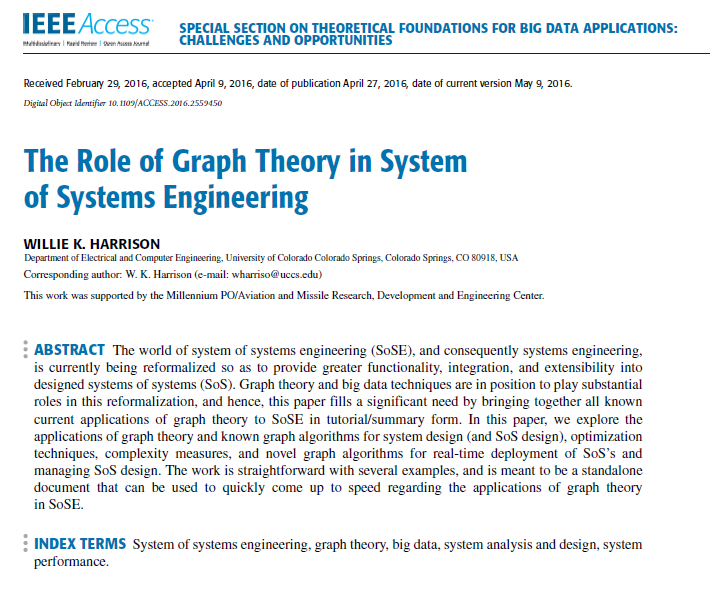 IEEE Access
Multidisciplinary | Rapid Review | Open Access Journal
SPECIAL SECTION ON THEORETICAL FOUNDATIONS FOR BIG DATA APPLICATIONS:
CHALLENGES AND OPPORTUNITIES
Received February 29, 2016, accepted April 9, 2016, date of publication April 27, 2016, date of current version May 9, 2016.
Digital Object Identifier 10.1109/ACCESS.2016.2559450
The Role of Graph Theory in System
of Systems Engineering
WILLIE K. HARRISON
Department of Electrical and Computer Engineering, University of Colorado Colorado Springs, Colorado Springs, CO 80918, USA
Corresponding author: W. K. Harrison (e-mail: wharriso@uccs.edu)
This work was supported by the Millennium PO/Aviation and Missile Research, Development and Engineering Center.
ABSTRACT The world of system of systems engineering (SoSE), and consequently systems engineering,
is currently being reformalized so as to provide greater functionality, integration, and extensibility into
designed systems of systems (SoS). Graph theory and big data techniques are in position to play substantial
roles in this reformalization, and hence, this paper fills a significant need by bringing together all known
current applications of graph theory to SoSE in tutorial/summary form. In this paper, we explore the
applications of graph theory and known graph algorithms for system design (and SoS design), optimization
techniques, complexity measures, and novel graph algorithms for real-time deployment of SoS's and
managing SoS design. The work is straightforward with several examples, and is meant to be a standalone
document that can be used to quickly come up to speed regarding the applications of graph theory
in SoSE.
INDEX TERMS System of systems engineering, graph theory, big data, system analysis and design, system
performance.